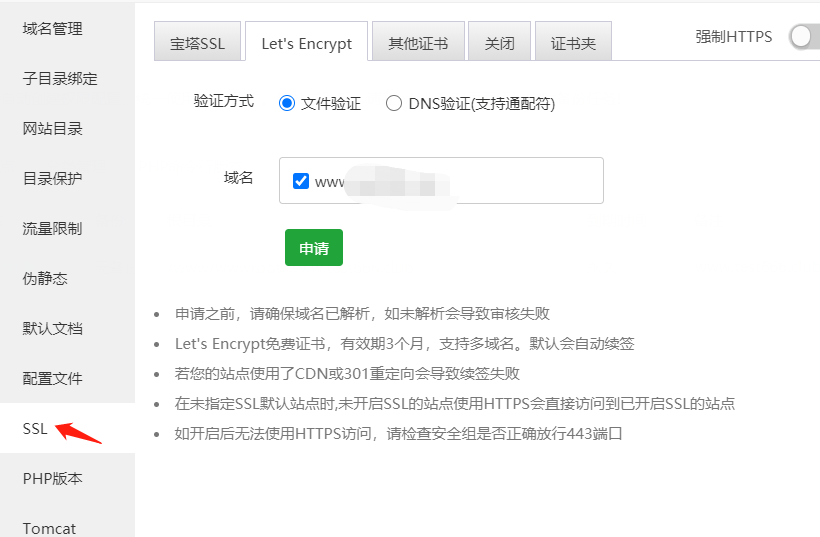 域名管理
子目录绑定
网站目录
目录保护
流量限制
伪静态
默认文档
配置文件
SSL
PHP版本
Tomcat
宝塔SSL
Let's Encrypt
其他证书
关闭
证书夹
强制HTTPS
验证方式
文件验证
DNS验证(支持通配符)
域名
www
申请
申请之前，请确保域名已解析，如未解析会导致审核失败
Let's Encrypt免费证书，有效期3个月，支持多域名。默认会自动续签
若您的站点使用了CDN或301重定向会导致续签失败
在未指定SSL默认站点时,未开启SSL的站点使用HTTPS会直接访问到已开启SSL的站点
如开启后无法使用HTTPS访问，请检查安全组是否正确放行443端口